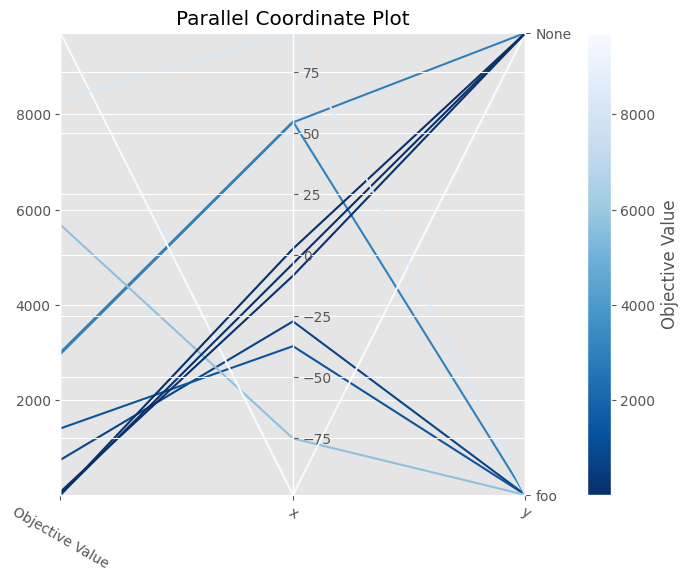 Parallel Coordinate Plot
None
8000
75
8000
50
6000
25
6000
0
4000
−25
4000
−50
2000
−75
2000
foo
Objective Value
x
y
Objective Value